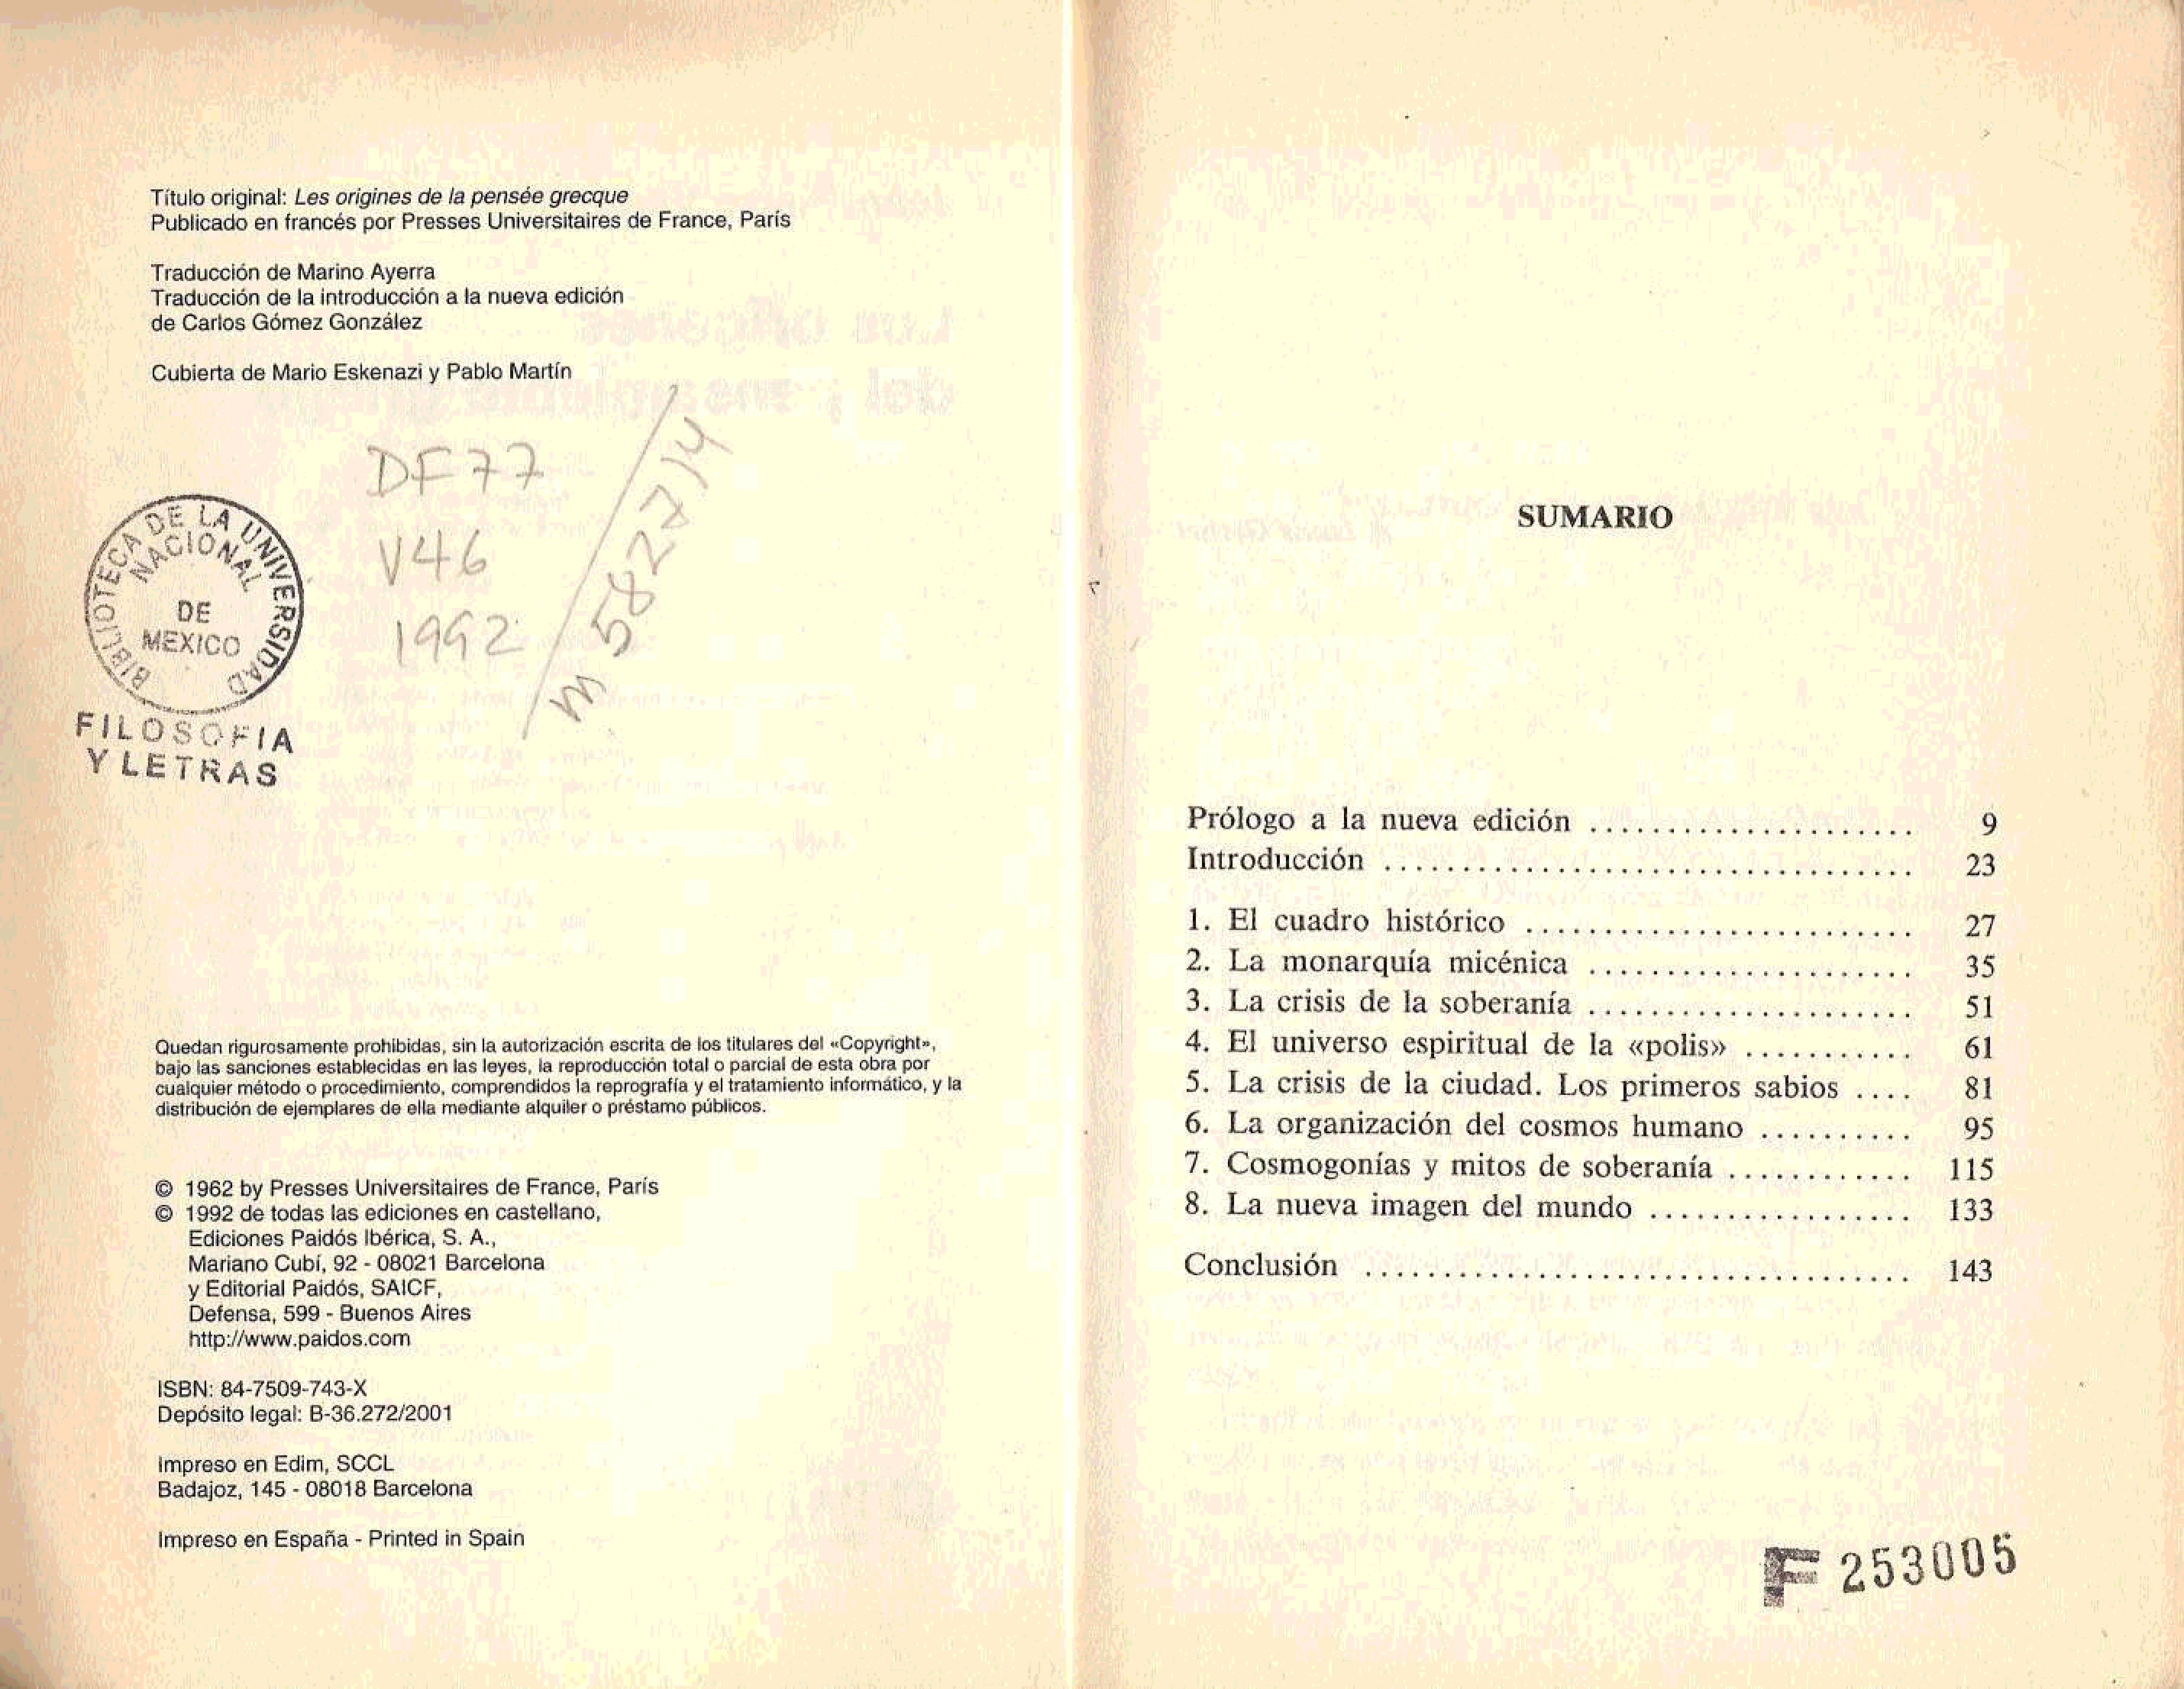 Título original: Les origines de la pensée grecque
Publicado en francés por Presses Universitaires de France, París
Traducción de Marino Ayerra
Traducción de la introducción a la nueva edición
de Carlos Gómez González
Cubierta de Mario Eskenazi y Pablo Martín
DF77
V46
1992
m 582714
BIBLIOTECA DE LA UNIVERSIDAD
NACIONAL
DE
MEXICO
FILOSOFIA
Y LETRAS
Quedan rigurosamente prohibidas, sin la autorización escrita de los titulares del «Copyright»,
bajo las sanciones establecidas en las leyes, la reproducción total o parcial de esta obra por
cualquier método o procedimiento, comprendidos la reprografía y el tratamiento informático, y la
distribución de ejemplares de ella mediante alquiler o préstamo públicos.
© 1962 by Presses Universitaires de France, París
© 1992 de todas las ediciones en castellano,
Ediciones Paidós Ibérica, S. A.,
Mariano Cubí, 92 - 08021 Barcelona
y Editorial Paidós, SAICF,
Defensa, 599 - Buenos Aires
http://www.paidos.com
ISBN: 84-7509-743-X
Depósito legal: B-36.272/2001
Impreso en Edim, SCCL
Badajoz, 145 - 08018 Barcelona
Impreso en España - Printed in Spain
SUMARIO
Prólogo a la nueva edición ..................... 9
Introducción .................................. 23
1. El cuadro histórico ......................... 27
2. La monarquía micénica ..................... 35
3. La crisis de la soberanía ..................... 51
4. El universo espiritual de la «polis» ........... 61
5. La crisis de la ciudad. Los primeros sabios .... 81
6. La organización del cosmos humano .......... 95
7. Cosmogonías y mitos de soberanía ............ 115
8. La nueva imagen del mundo ................. 133
Conclusión ................................... 143
F 253005